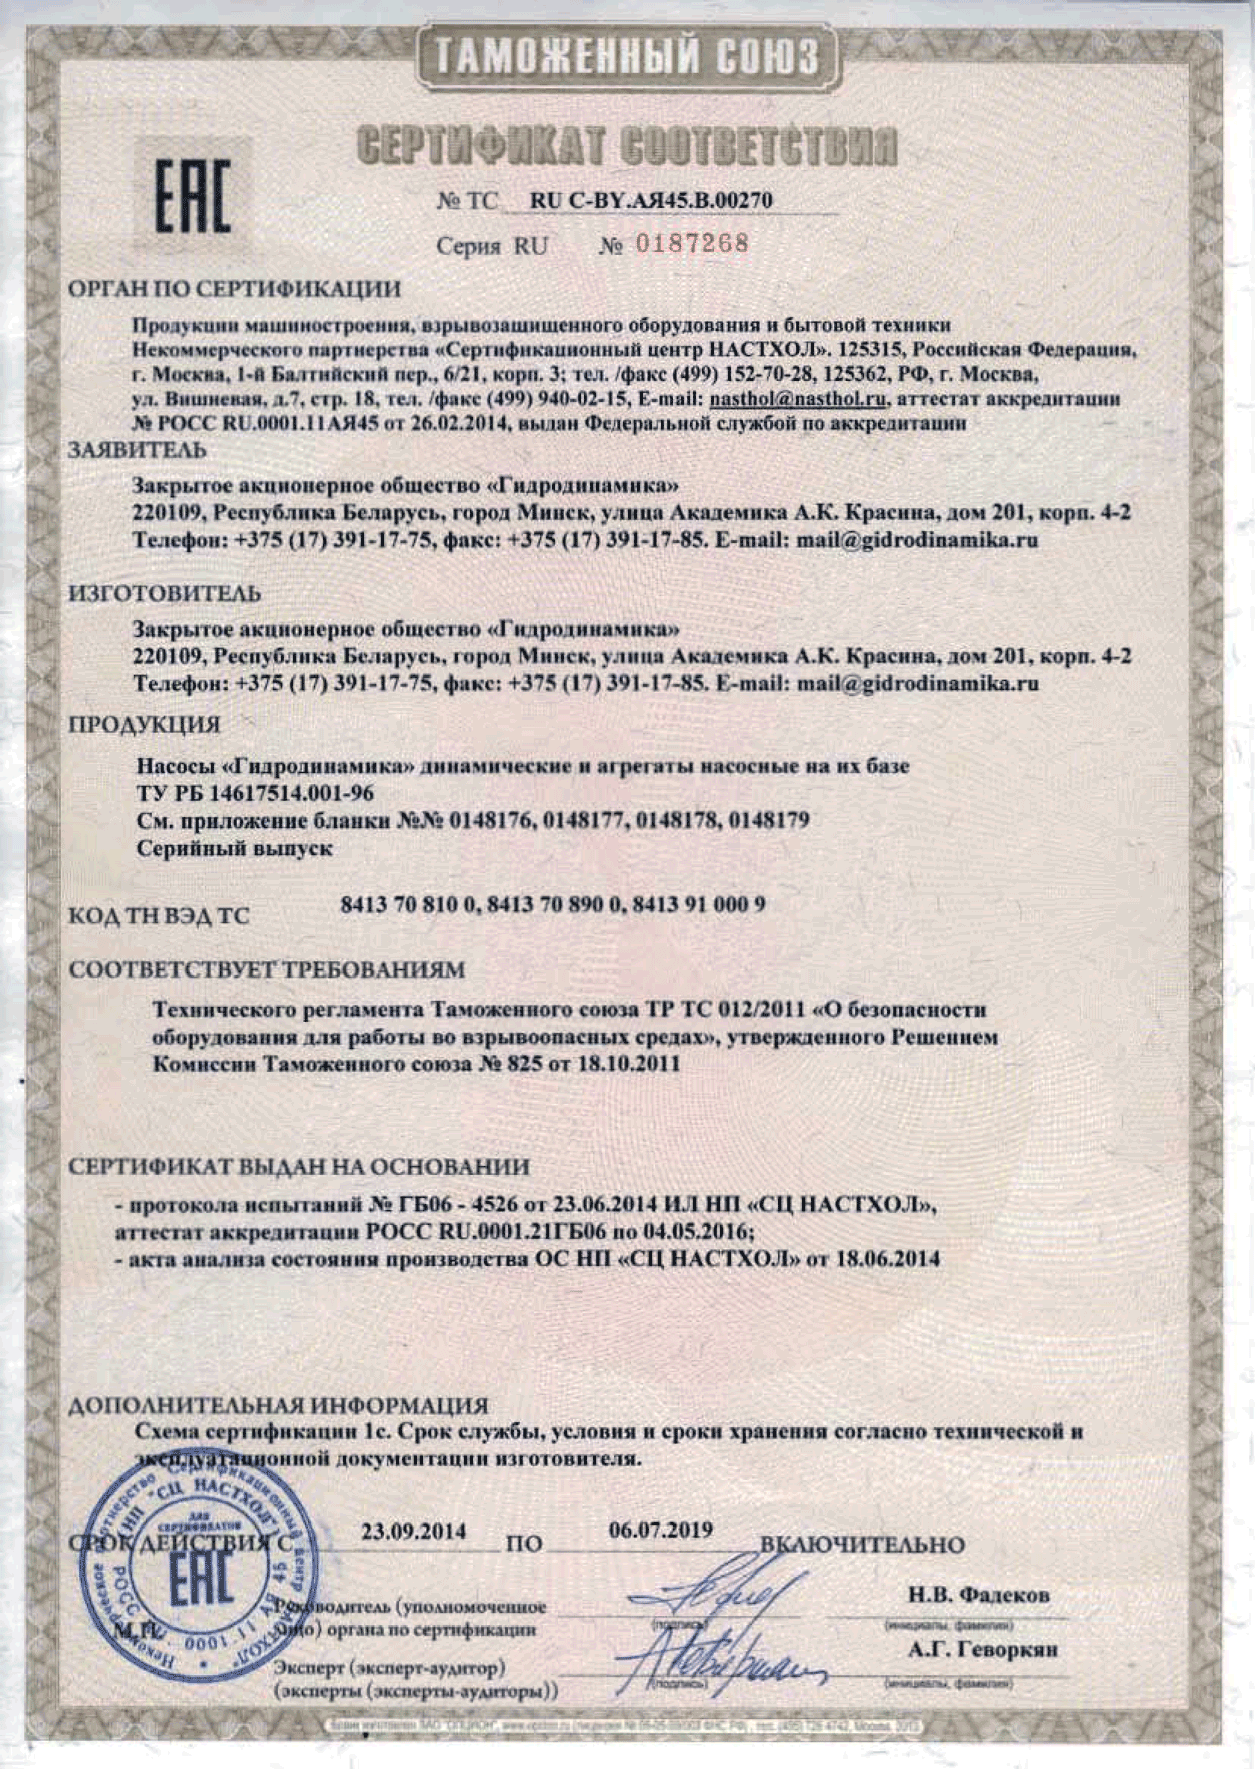 ТАМОЖЕННЫЙ СОЮЗ
СЕРТИФИКАТ СООТВЕТСТВИЯ
EAC
№ ТС RU C-BY.АЯ45.В.00270
Серия RU № 0187268
ОРГАН ПО СЕРТИФИКАЦИИ
Продукции машиностроения, взрывозащищенного оборудования и бытовой техники
Некоммерческого партнерства «Сертификационный центр НАСТХОЛ». 125315, Российская Федерация,
г. Москва, 1-й Балтийский пер., 6/21, корп. 3; тел. /факс (499) 152-70-28, 125362, РФ, г. Москва,
ул. Вишневая, д.7, стр. 18, тел. /факс (499) 940-02-15, E-mail: nasthol@nasthol.ru, аттестат аккредитации
№ РОСС RU.0001.11АЯ45 от 26.02.2014, выдан Федеральной службой по аккредитации
ЗАЯВИТЕЛЬ
Закрытое акционерное общество «Гидродинамика»
220109, Республика Беларусь, город Минск, улица Академика А.К. Красина, дом 201, корп. 4-2
Телефон: +375 (17) 391-17-75, факс: +375 (17) 391-17-85. E-mail: mail@gidrodinamika.ru
ИЗГОТОВИТЕЛЬ
Закрытое акционерное общество «Гидродинамика»
220109, Республика Беларусь, город Минск, улица Академика А.К. Красина, дом 201, корп. 4-2
Телефон: +375 (17) 391-17-75, факс: +375 (17) 391-17-85. E-mail: mail@gidrodinamika.ru
ПРОДУКЦИЯ
Насосы «Гидродинамика» динамические и агрегаты насосные на их базе
ТУ РБ 14617514.001-96
См. приложение бланки №№ 0148176, 0148177, 0148178, 0148179
Серийный выпуск
КОД ТН ВЭД ТС 8413 70 810 0, 8413 70 890 0, 8413 91 000 9
СООТВЕТСТВУЕТ ТРЕБОВАНИЯМ
Технического регламента Таможенного союза ТР ТС 012/2011 «О безопасности
оборудования для работы во взрывоопасных средах», утвержденного Решением
Комиссии Таможенного союза № 825 от 18.10.2011
СЕРТИФИКАТ ВЫДАН НА ОСНОВАНИИ
- протокола испытаний № ГБ06 - 4526 от 23.06.2014 ИЛ НП «СЦ НАСТХОЛ»,
аттестат аккредитации РОСС RU.0001.21ГБ06 по 04.05.2016;
- акта анализа состояния производства ОС НП «СЦ НАСТХОЛ» от 18.06.2014
ДОПОЛНИТЕЛЬНАЯ ИНФОРМАЦИЯ
Схема сертификации 1с. Срок службы, условия и сроки хранения согласно технической и
эксплуатационной документации изготовителя.
СРОК ДЕЙСТВИЯ С 23.09.2014 ПО 06.07.2019 ВКЛЮЧИТЕЛЬНО
Некоммерческое партнерство Сертификационный центр "НАСТХОЛ"
(НП "СЦ НАСТХОЛ")
ДЛЯ СЕРТИФИКАТОВ
EAC
РОСС RU. 0001. 11 АЯ 45
М.П.
Руководитель (уполномоченное
лицо) органа по сертификации
(подпись)
Н.В. Фадеков
(инициалы, фамилия)
Эксперт (эксперт-аудитор)
(эксперты (эксперты-аудиторы))
(подпись)
А.Г. Геворкян
(инициалы, фамилия)